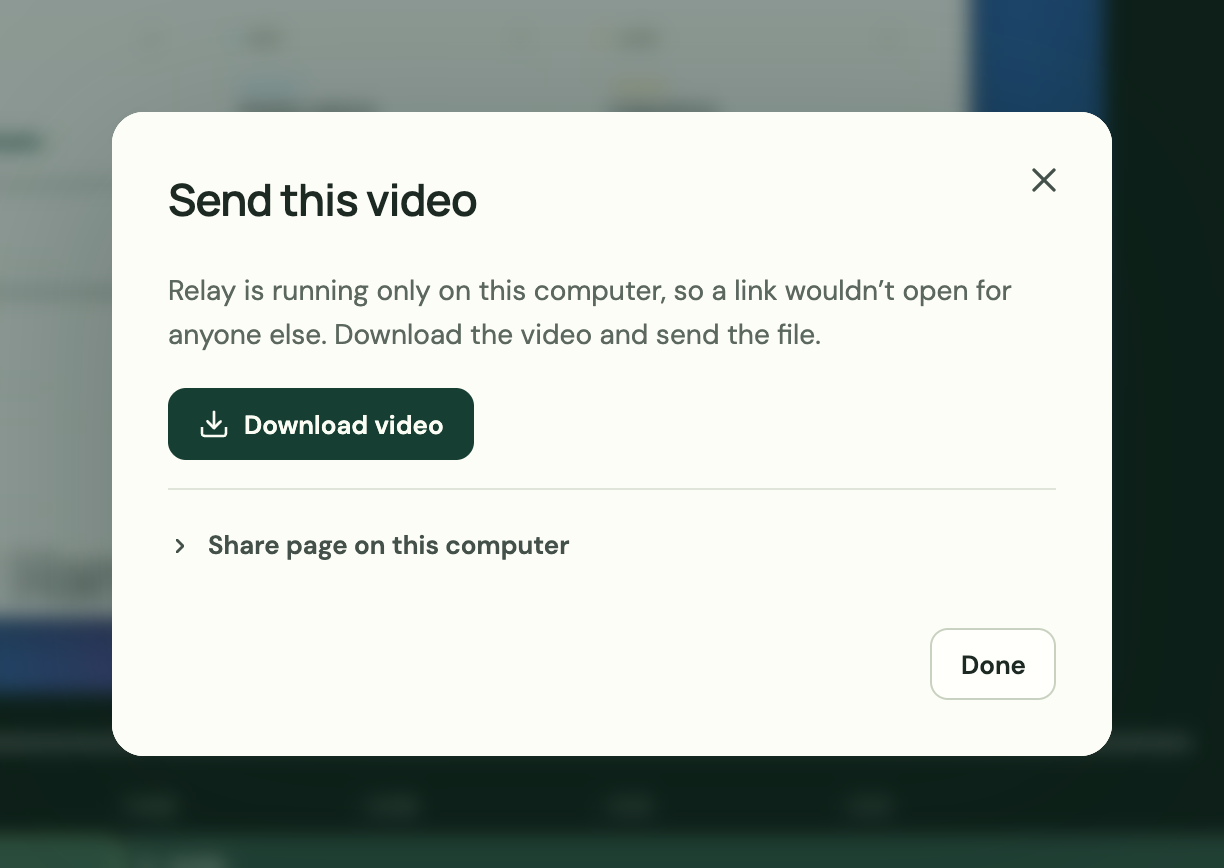 Send this video
Relay is running only on this computer, so a link wouldn’t open for
anyone else. Download the video and send the file.
Download video
Share page on this computer
Done